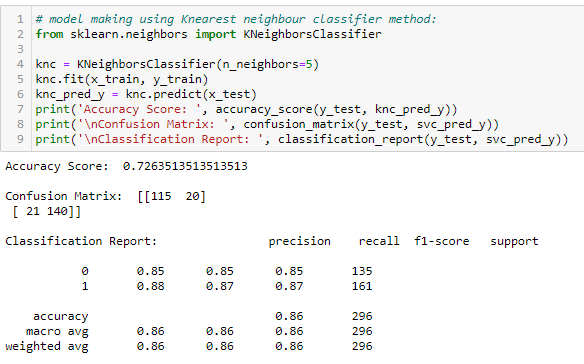 1 # model making using Knearest neighbour classifier method:
2 from sklearn.neighbors import KNeighborsClassifier
3
4 knc = KNeighborsClassifier(n_neighbors=5)
5 knc.fit(x_train, y_train)
6 knc_pred_y = knc.predict(x_test)
7 print('Accuracy Score: ', accuracy_score(y_test, knc_pred_y))
8 print('\nConfusion Matrix: ', confusion_matrix(y_test, svc_pred_y))
9 print('\nClassification Report: ', classification_report(y_test, svc_pred_y))
Accuracy Score:  0.7263513513513513
Confusion Matrix:  [[115  20]
 [ 21 140]]
Classification Report:                precision    recall  f1-score   support
           0       0.85      0.85      0.85       135
           1       0.88      0.87      0.87       161
    accuracy                           0.86       296
   macro avg       0.86      0.86      0.86       296
weighted avg       0.86      0.86      0.86       296